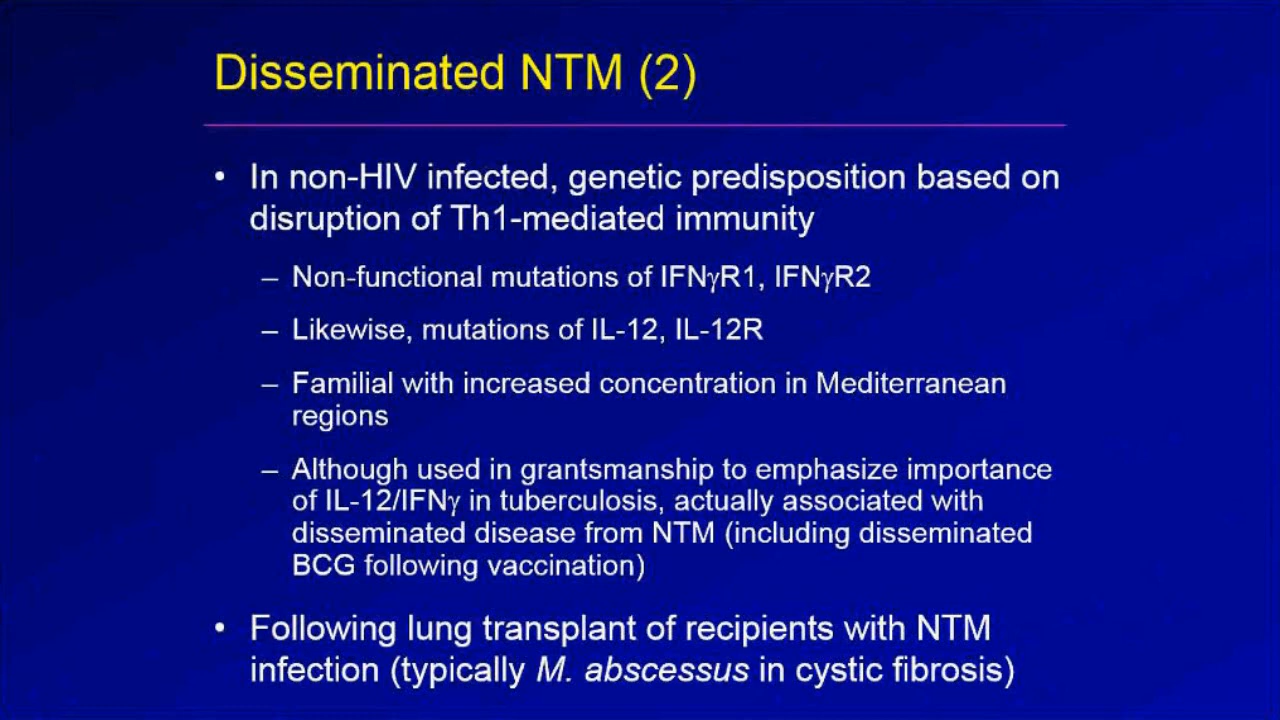 Disseminated NTM (2)
• In non-HIV infected, genetic predisposition based on
disruption of Th1-mediated immunity
– Non-functional mutations of IFNγR1, IFNγR2
– Likewise, mutations of IL-12, IL-12R
– Familial with increased concentration in Mediterranean
regions
– Although used in grantsmanship to emphasize importance
of IL-12/IFNγ in tuberculosis, actually associated with
disseminated disease from NTM (including disseminated
BCG following vaccination)
• Following lung transplant of recipients with NTM
infection (typically M. abscessus in cystic fibrosis)